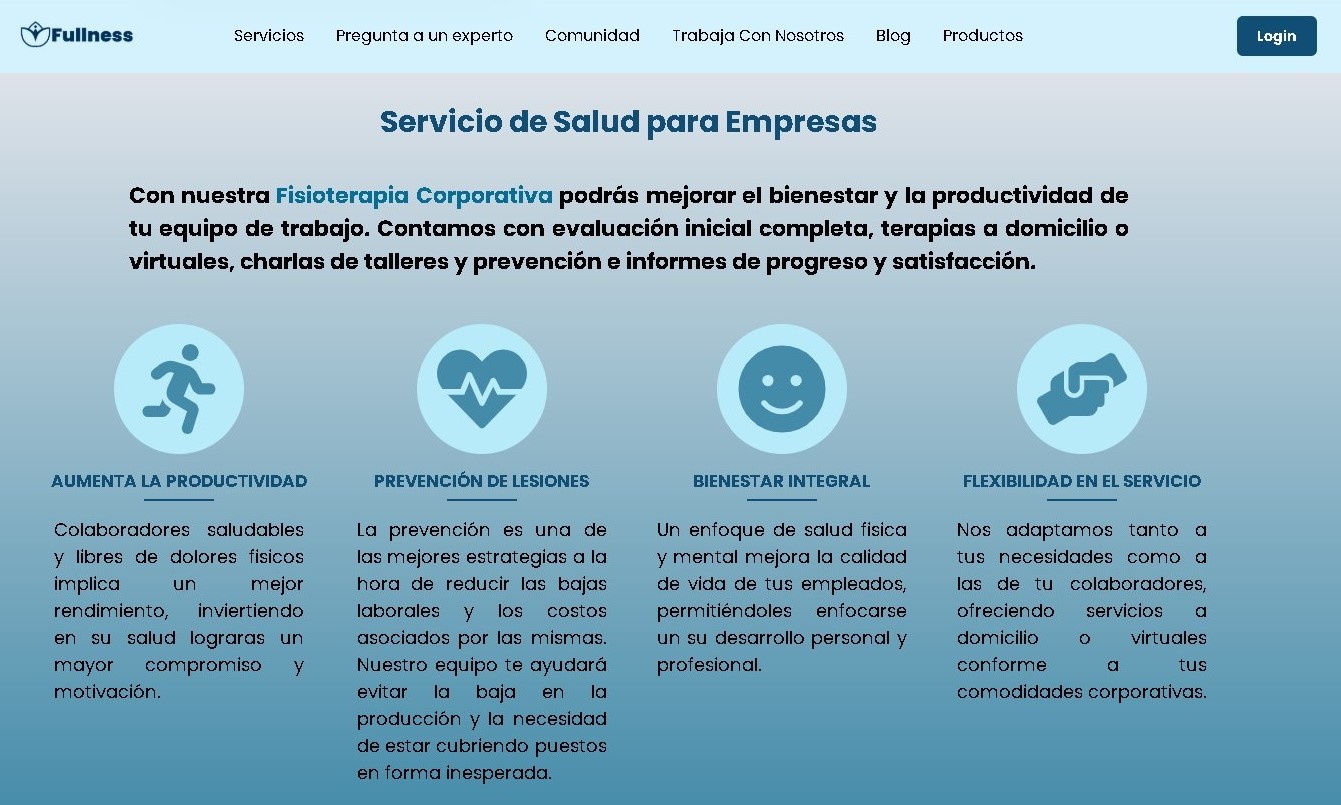 Fullness
Servicios
Pregunta a un experto
Comunidad
Trabaja Con Nosotros
Blog
Productos
Login
Servicio de Salud para Empresas
Con nuestra Fisioterapia Corporativa podrás mejorar el bienestar y la productividad de
tu equipo de trabajo. Contamos con evaluación inicial completa, terapias a domicilio o
virtuales, charlas de talleres y prevención e informes de progreso y satisfacción.
AUMENTA LA PRODUCTIVIDAD
Colaboradores saludables
y libres de dolores fisicos
implica un mejor
rendimiento, inviertiendo
en su salud lograras un
mayor compromiso y
motivación.
PREVENCIÓN DE LESIONES
La prevención es una de
las mejores estrategias a la
hora de reducir las bajas
laborales y los costos
asociados por las mismas.
Nuestro equipo te ayudará
evitar la baja en la
producción y la necesidad
de estar cubriendo puestos
en forma inesperada.
BIENESTAR INTEGRAL
Un enfoque de salud fisica
y mental mejora la calidad
de vida de tus empleados,
permitiéndoles enfocarse
un su desarrollo personal y
profesional.
FLEXIBILIDAD EN EL SERVICIO
Nos adaptamos tanto a
tus necesidades como a
las de tu colaboradores,
ofreciendo servicios a
domicilio o virtuales
conforme a tus
comodidades corporativas.